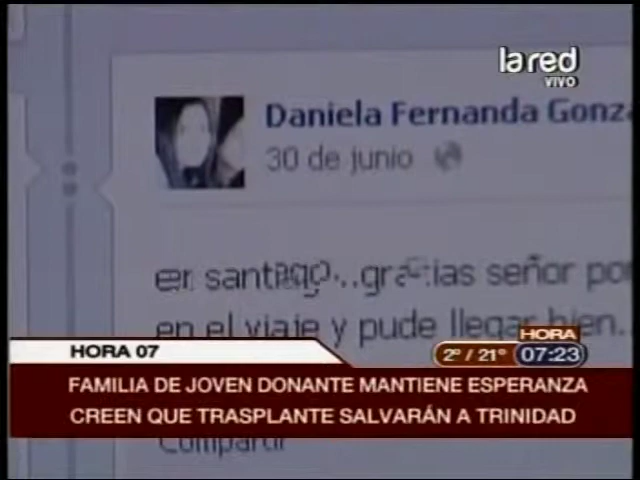 la red
VIVO
Daniela Fernanda Gonz
30 de junio
en santiago...gracias señor por
en el viaje y pude llegar bien.
HORA
HORA 07
2° / 21° 07:23
FAMILIA DE JOVEN DONANTE MANTIENE ESPERANZA
CREEN QUE TRASPLANTE SALVARÁN A TRINIDAD
Compartir